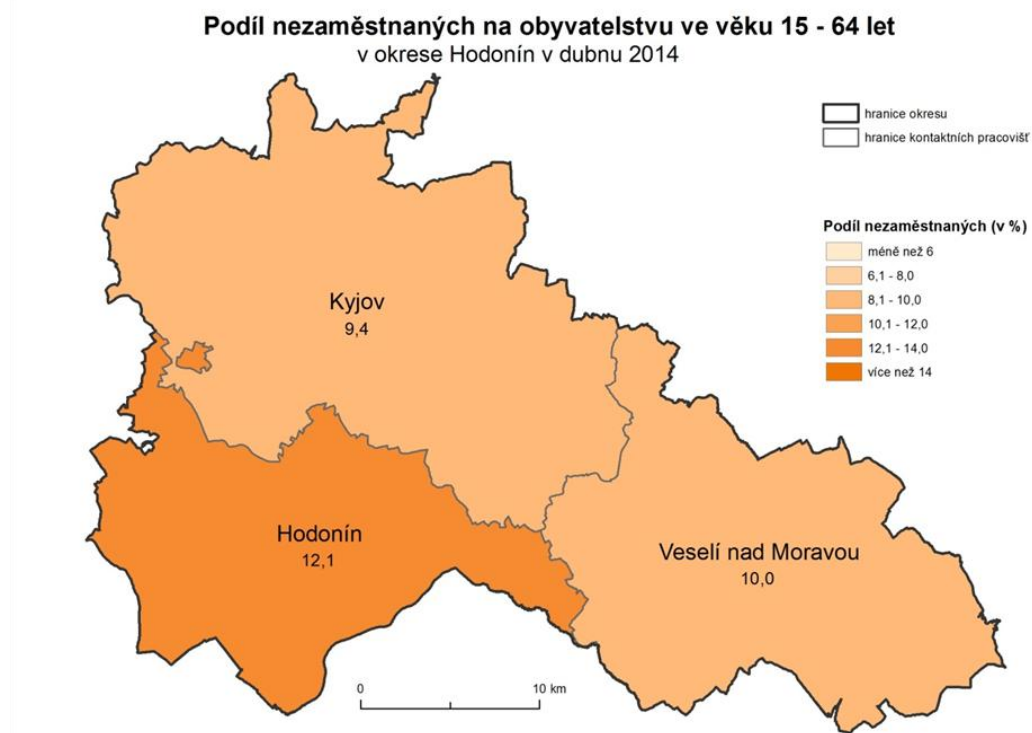 Podíl nezaměstnaných na obyvatelstvu ve věku 15 - 64 let
v okrese Hodonín v dubnu 2014
hranice okresu
hranice kontaktních pracovišť
Podíl nezaměstnaných (v %)
méně než 6
6,1 - 8,0
8,1 - 10,0
10,1 - 12,0
12,1 - 14,0
více než 14
Kyjov
9,4
Hodonín
12,1
Veselí nad Moravou
10,0
0 10 km